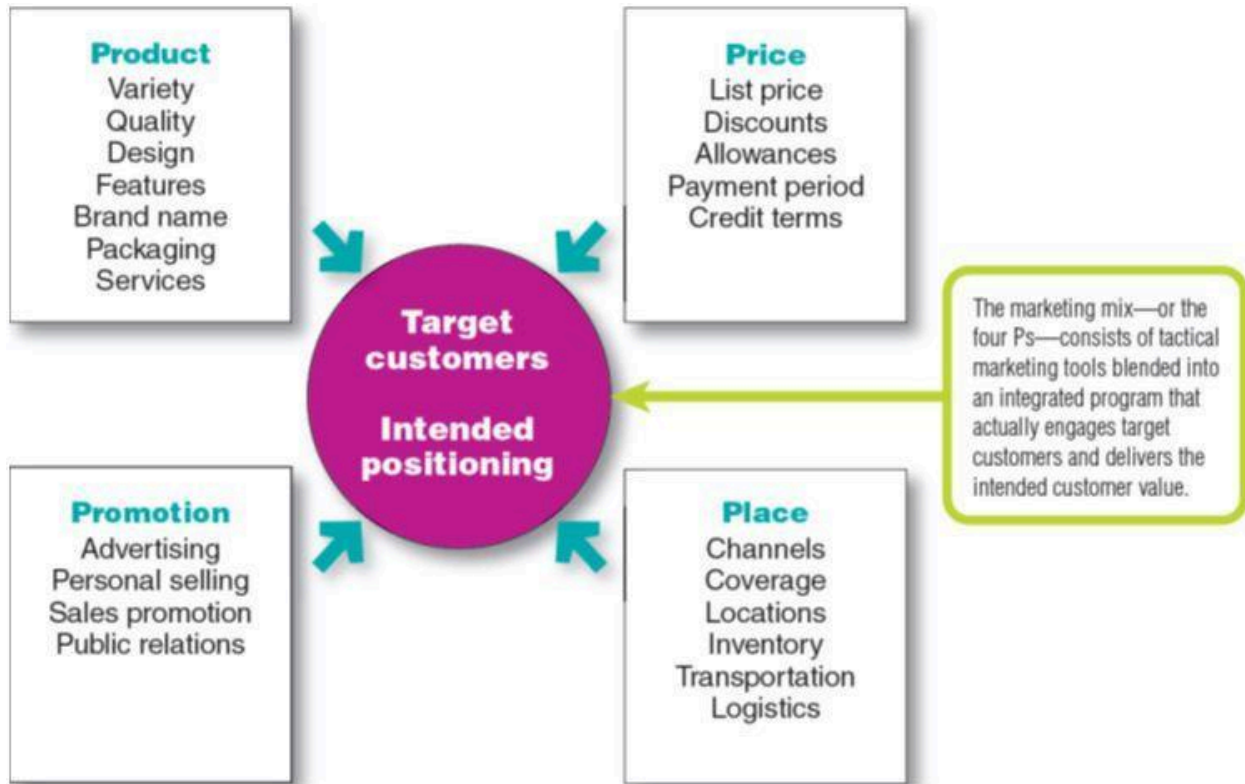 Product
Variety
Quality
Design
Features
Brand name
Packaging
Services
Price
List price
Discounts
Allowances
Payment period
Credit terms
Target
customers
Intended
positioning
The marketing mix—or the
four Ps—consists of tactical
marketing tools blended into
an integrated program that
actually engages target
customers and delivers the
intended customer value.
Promotion
Advertising
Personal selling
Sales promotion
Public relations
Place
Channels
Coverage
Locations
Inventory
Transportation
Logistics